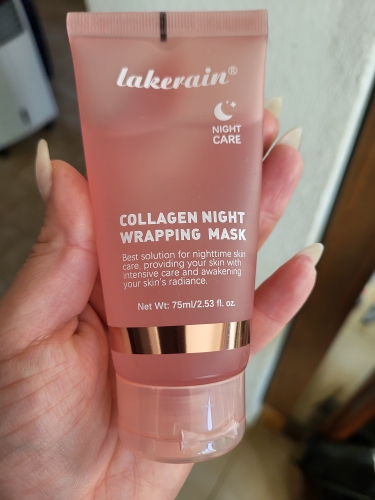 lakerain®
NIGHT
CARE
COLLAGEN NIGHT
WRAPPING MASK
Best solution for nighttime skin
care, providing your skin with
intensive care and awakening
your skin's radiance.
Net Wt: 75ml/2.53 fl. oz.